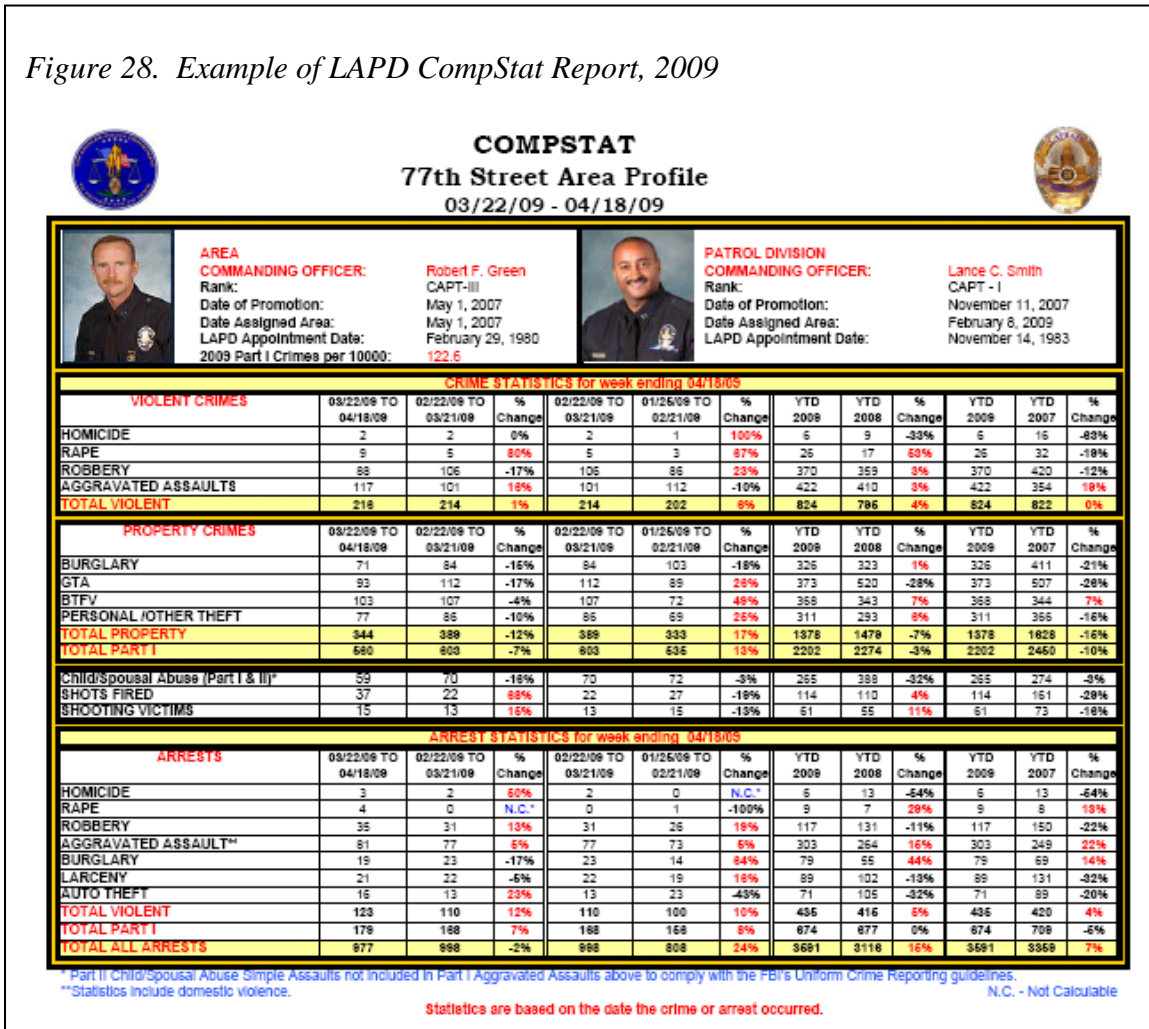 Figure 28. Example of LAPD CompStat Report, 2009
COMPSTAT
77th Street Area Profile
03/22/09 - 04/18/09
AREA
COMMANDING OFFICER: Robert F. Green
Rank: CAPT-III
Date of Promotion: May 1, 2007
Date Assigned Area: May 1, 2007
LAPD Appointment Date: February 29, 1980
2009 Part I Crimes per 10000: 122.6
PATROL DIVISION
COMMANDING OFFICER: Lance C. Smith
Rank: CAPT - I
Date of Promotion: November 11, 2007
Date Assigned Area: February 8, 2009
LAPD Appointment Date: November 14, 1983
CRIME STATISTICS for week ending 04/18/09
VIOLENT CRIMES 03/22/09 TO 02/22/09 TO % 02/22/09 TO 01/25/09 TO % YTD YTD % YTD YTD %
04/18/09 03/21/09 Change 03/21/09 02/21/09 Change 2009 2008 Change 2009 2007 Change
HOMICIDE 2 2 0% 2 1 100% 6 9 -33% 6 16 -63%
RAPE 9 5 80% 5 3 67% 26 17 53% 26 32 -19%
ROBBERY 88 106 -17% 106 86 23% 370 359 3% 370 420 -12%
AGGRAVATED ASSAULTS 117 101 16% 101 112 -10% 422 410 3% 422 354 19%
TOTAL VIOLENT 216 214 1% 214 202 6% 824 795 4% 824 822 0%
PROPERTY CRIMES 03/22/09 TO 02/22/09 TO % 02/22/09 TO 01/25/09 TO % YTD YTD % YTD YTD %
04/18/09 03/21/09 Change 03/21/09 02/21/09 Change 2009 2008 Change 2009 2007 Change
BURGLARY 71 84 -15% 84 103 -18% 326 323 1% 326 411 -21%
GTA 93 112 -17% 112 89 26% 373 520 -28% 373 507 -26%
BTFV 103 107 -4% 107 72 49% 368 343 7% 368 344 7%
PERSONAL /OTHER THEFT 77 86 -10% 86 69 25% 311 293 6% 311 366 -15%
TOTAL PROPERTY 344 389 -12% 389 333 17% 1378 1479 -7% 1378 1628 -15%
TOTAL PART I 560 603 -7% 603 535 13% 2202 2274 -3% 2202 2450 -10%
Child/Spousal Abuse (Part I & II)* 59 70 -16% 70 72 -3% 265 388 -32% 265 274 -3%
SHOTS FIRED 37 22 68% 22 27 -19% 114 110 4% 114 161 -29%
SHOOTING VICTIMS 15 13 15% 13 15 -13% 61 55 11% 61 73 -16%
ARREST STATISTICS for week ending 04/18/09
ARRESTS 03/22/09 TO 02/22/09 TO % 02/22/09 TO 01/25/09 TO % YTD YTD % YTD YTD %
04/18/09 03/21/09 Change 03/21/09 02/21/09 Change 2009 2008 Change 2009 2007 Change
HOMICIDE 3 2 50% 2 0 N.C.* 6 13 -54% 6 13 -54%
RAPE 4 0 N.C.* 0 1 -100% 9 7 29% 9 8 13%
ROBBERY 35 31 13% 31 26 19% 117 131 -11% 117 150 -22%
AGGRAVATED ASSAULT** 81 77 5% 77 73 5% 303 264 15% 303 249 22%
BURGLARY 19 23 -17% 23 14 64% 79 55 44% 79 69 14%
LARCENY 21 22 -5% 22 19 16% 89 102 -13% 89 131 -32%
AUTO THEFT 16 13 23% 13 23 -43% 71 105 -32% 71 89 -20%
TOTAL VIOLENT 123 110 12% 110 100 10% 435 415 5% 435 420 4%
TOTAL PART I 179 168 7% 168 156 8% 674 677 0% 674 709 -5%
TOTAL ALL ARRESTS 977 998 -2% 998 808 24% 3591 3116 15% 3591 3359 7%
* Part II Child/Spousal Abuse Simple Assaults not included in Part I Aggravated Assaults above to comply with the FBI's Uniform Crime Reporting guidelines.
**Statistics include domestic violence. N.C. - Not Calculable
Statistics are based on the date the crime or arrest occurred.